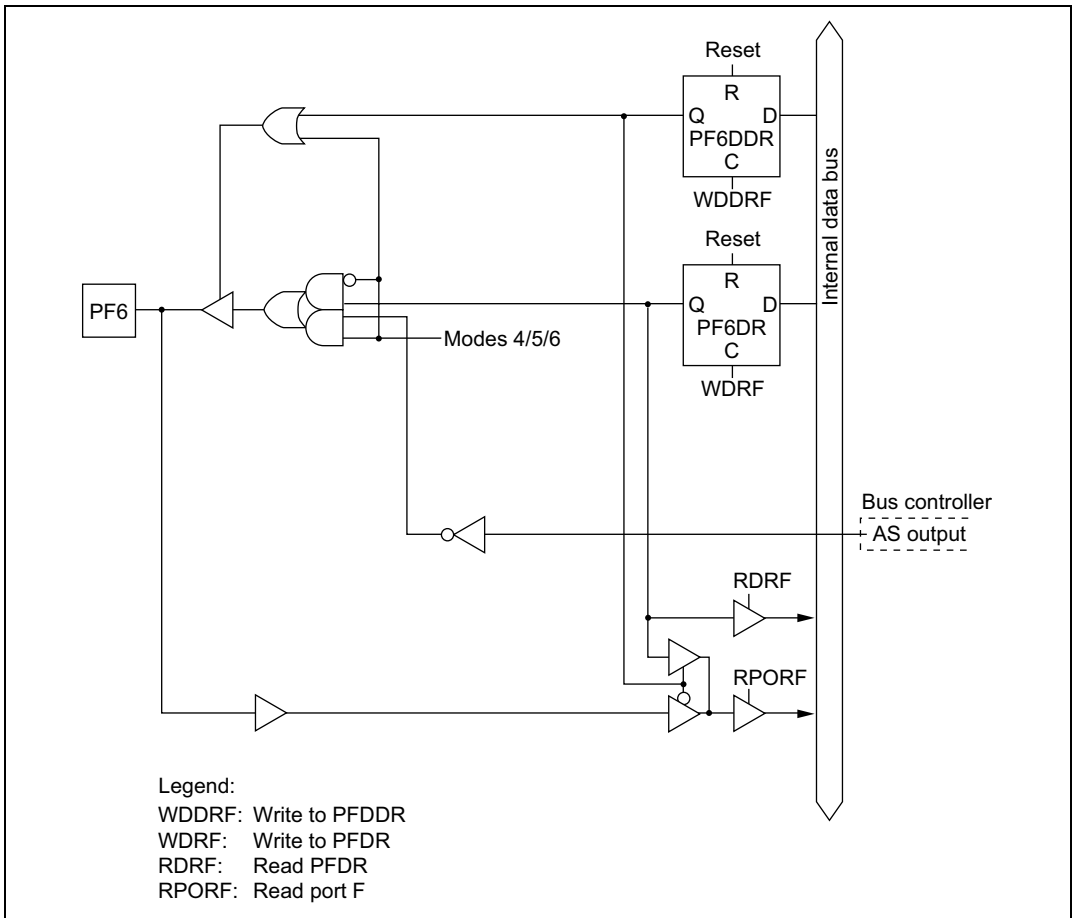 Reset
R
Q D
PF6DDR
C
WDDRF
Internal data bus
Reset
R
Q D
PF6DR
C
WDRF
PF6
Modes 4/5/6
Bus controller
AS output
RDRF
RPORF
Legend:
WDDRF: Write to PFDDR
WDRF: Write to PFDR
RDRF: Read PFDR
RPORF: Read port F